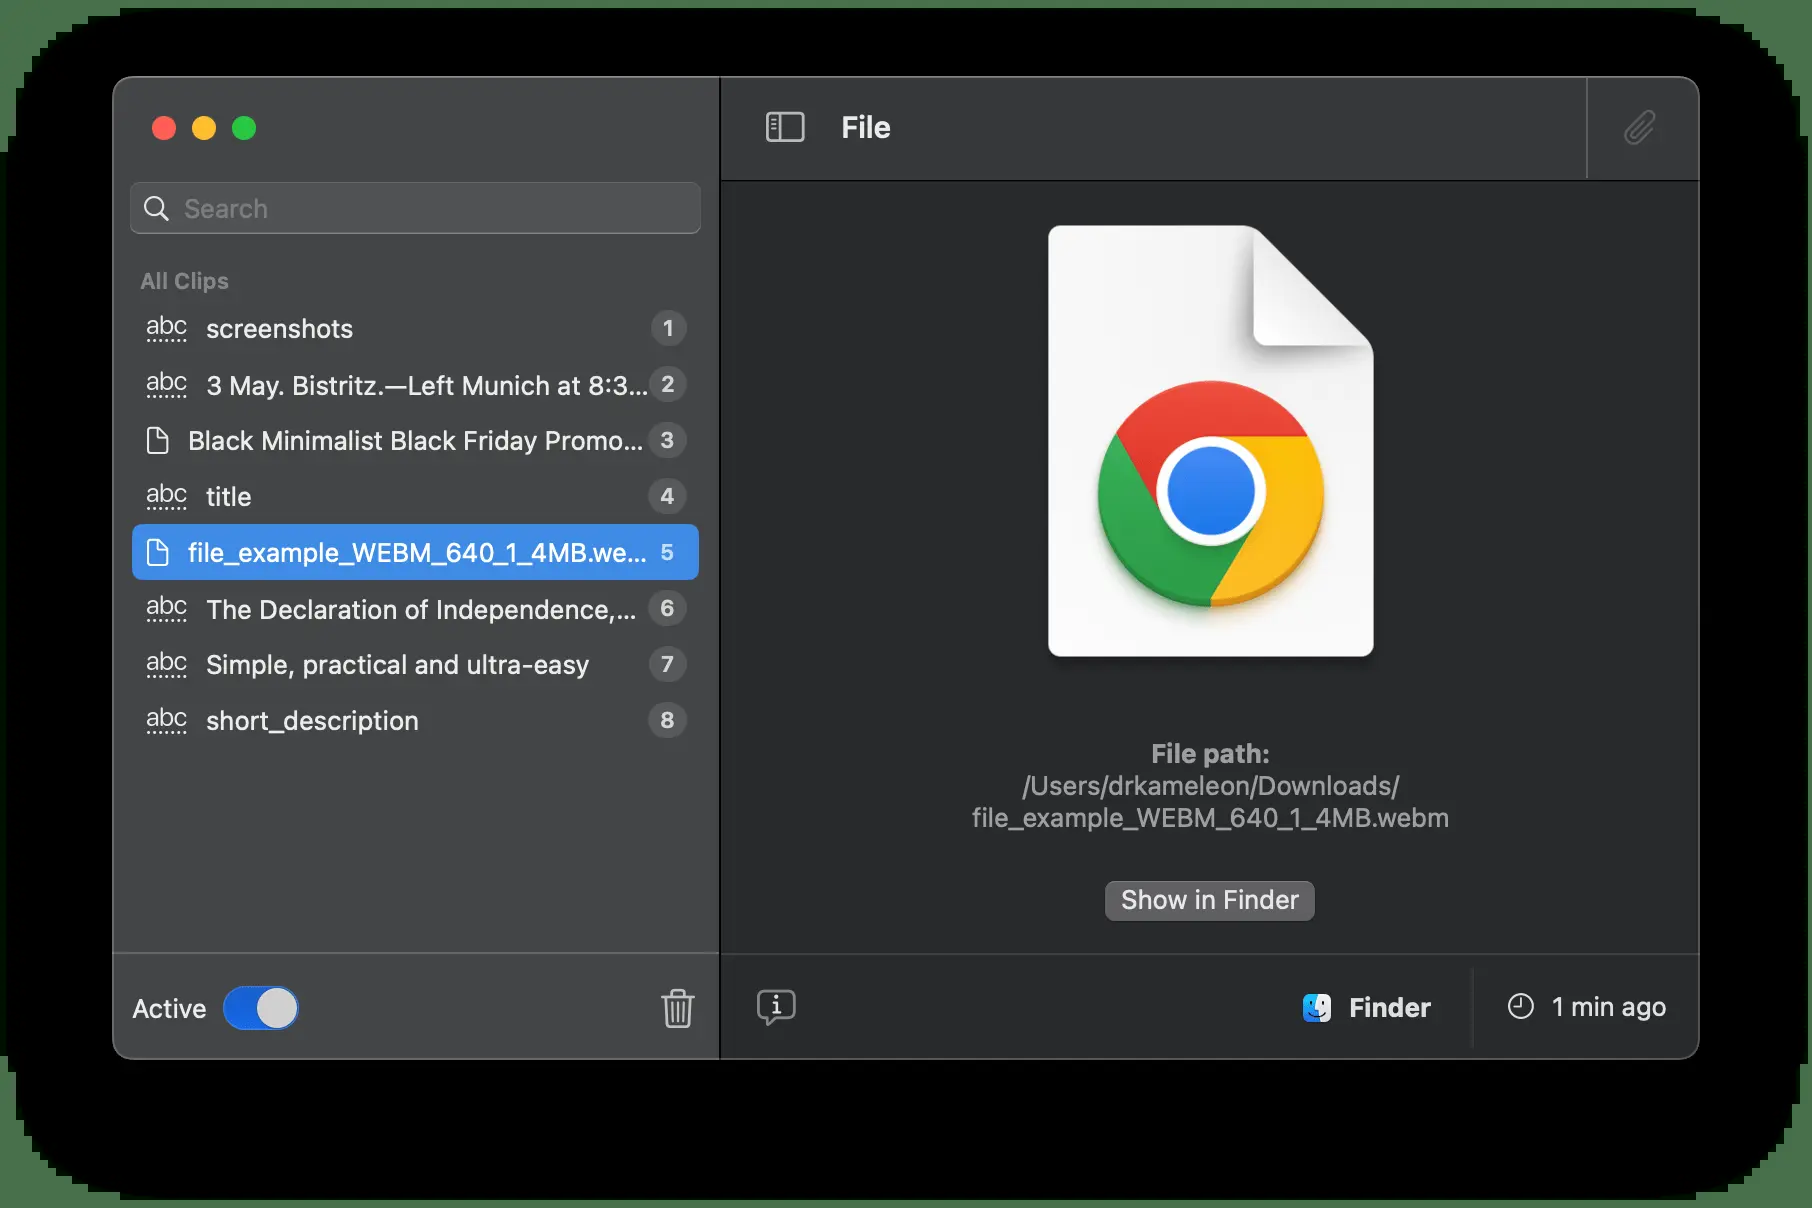 File
Search
All Clips
abc screenshots 1
abc 3 May. Bistritz.—Left Munich at 8:3... 2
Black Minimalist Black Friday Promo... 3
abc title 4
file_example_WEBM_640_1_4MB.we... 5
abc The Declaration of Independence,... 6
abc Simple, practical and ultra-easy 7
abc short_description 8
File path:
/Users/drkameleon/Downloads/
file_example_WEBM_640_1_4MB.webm
Show in Finder
Active
Finder
1 min ago